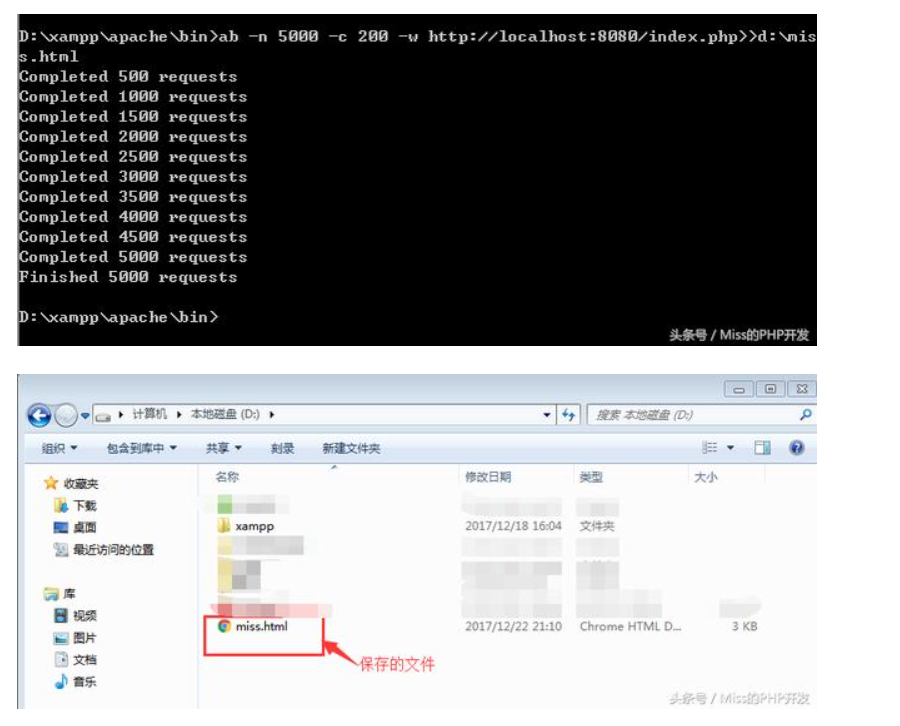 D:\xampp\apache\bin>ab -n 5000 -c 200 -w http://localhost:8080/index.php>>d:\mis
s.html
Completed 500 requests
Completed 1000 requests
Completed 1500 requests
Completed 2000 requests
Completed 2500 requests
Completed 3000 requests
Completed 3500 requests
Completed 4000 requests
Completed 4500 requests
Completed 5000 requests
Finished 5000 requests
D:\xampp\apache\bin>
头条号 / Miss的PHP开发
计算机 本地磁盘 (D:)
搜索 本地磁盘 (D:)
组织 包含到库中 共享 刻录 新建文件夹
名称 修改日期 类型 大小
收藏夹
下载
桌面
xampp 2017/12/18 16:04 文件夹
最近访问的位置
库
视频
miss.html 2017/12/22 21:10 Chrome HTML D... 3 KB
图片
文档
保存的文件
音乐
头条号 / Miss的PHP开发